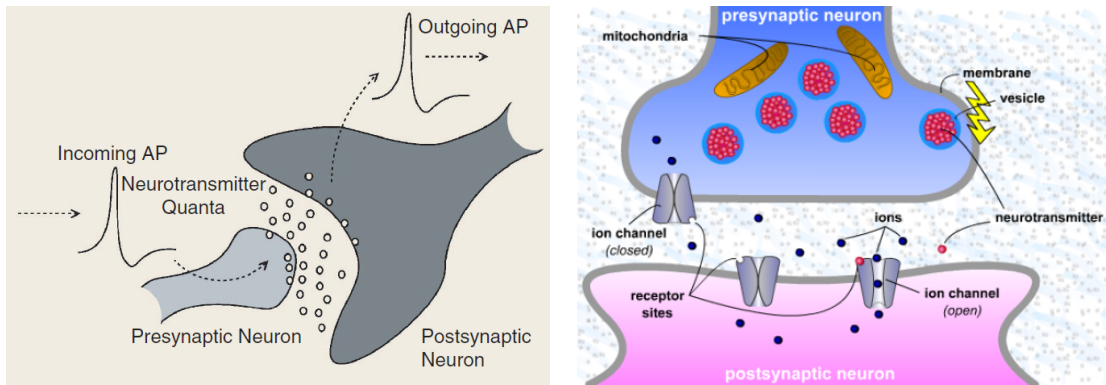 Outgoing AP
Incoming AP
Neurotransmitter
Quanta
Presynaptic Neuron
Postsynaptic
Neuron
presynaptic neuron
mitochondria
membrane
vesicle
neurotransmitter
ions
ion channel
(closed)
receptor
sites
ion channel
(open)
postsynaptic neuron